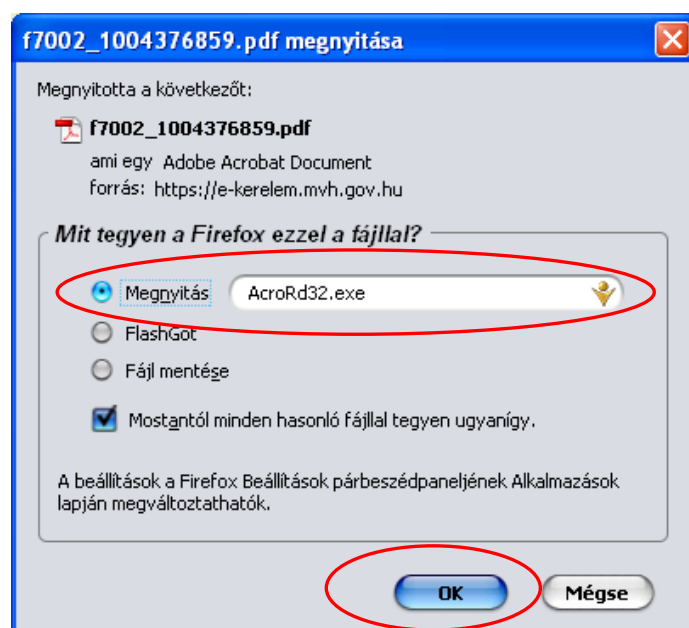 f7002_1004376859.pdf megnyitása
Megnyitotta a következőt:
f7002_1004376859.pdf
ami egy Adobe Acrobat Document
forrás: https://e-kerelem.mvh.gov.hu
Mit tegyen a Firefox ezzel a fájllal?
Megnyitás AcroRd32.exe
FlashGot
Fájl mentése
Mostantól minden hasonló fájllal tegyen ugyanígy.
A beállítások a Firefox Beállítások párbeszédpaneljének Alkalmazások
lapján megváltoztathatók.
OK Mégse